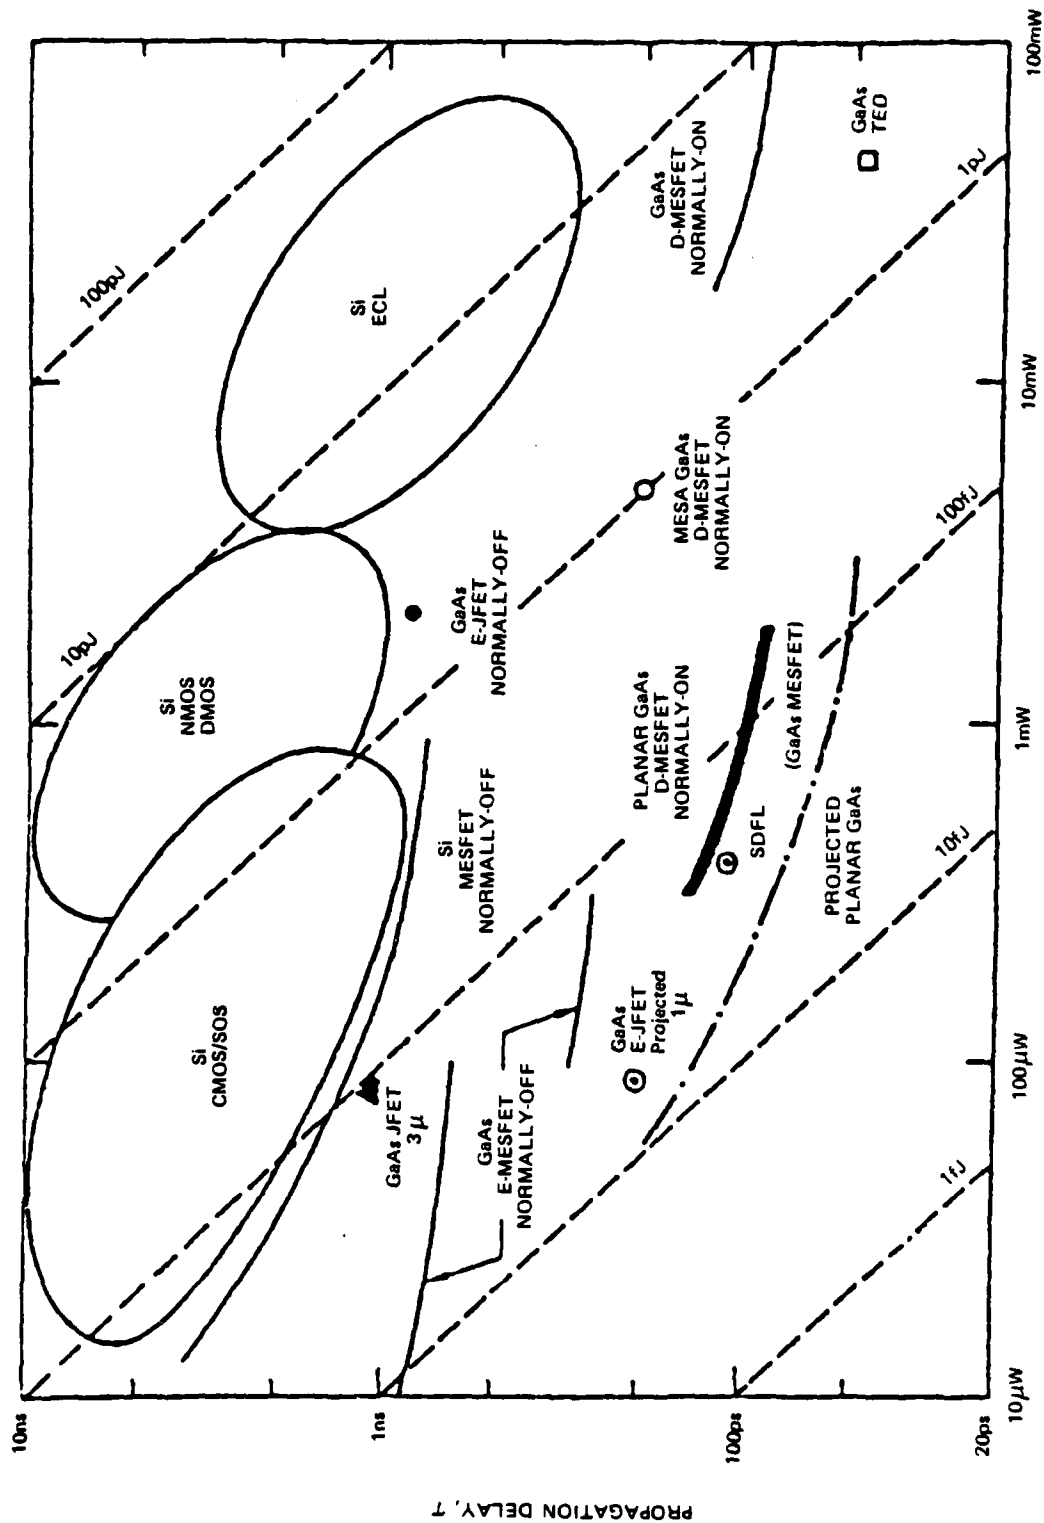 PROPAGATION DELAY, τ
10ns
1ns
100ps
20ps
10μW
100μW
1mW
10mW
100mW
100pJ
10pJ
1pJ
100fJ
10fJ
1fJ
Si
ECL
Si
NMOS
DMOS
Si
CMOS/SOS
GaAs
D-MESFET
NORMALLY-ON
GaAs
TED
MESA GaAs
D-MESFET
NORMALLY-ON
GaAs
E-JFET
NORMALLY-OFF
Si
MESFET
NORMALLY-OFF
PLANAR GaAs
D-MESFET
NORMALLY-ON
SDFL
(GaAs MESFET)
PROJECTED
PLANAR GaAs
GaAs
E-JFET
Projected
1μ
GaAs JFET
3μ
GaAs
E-MESFET
NORMALLY-OFF